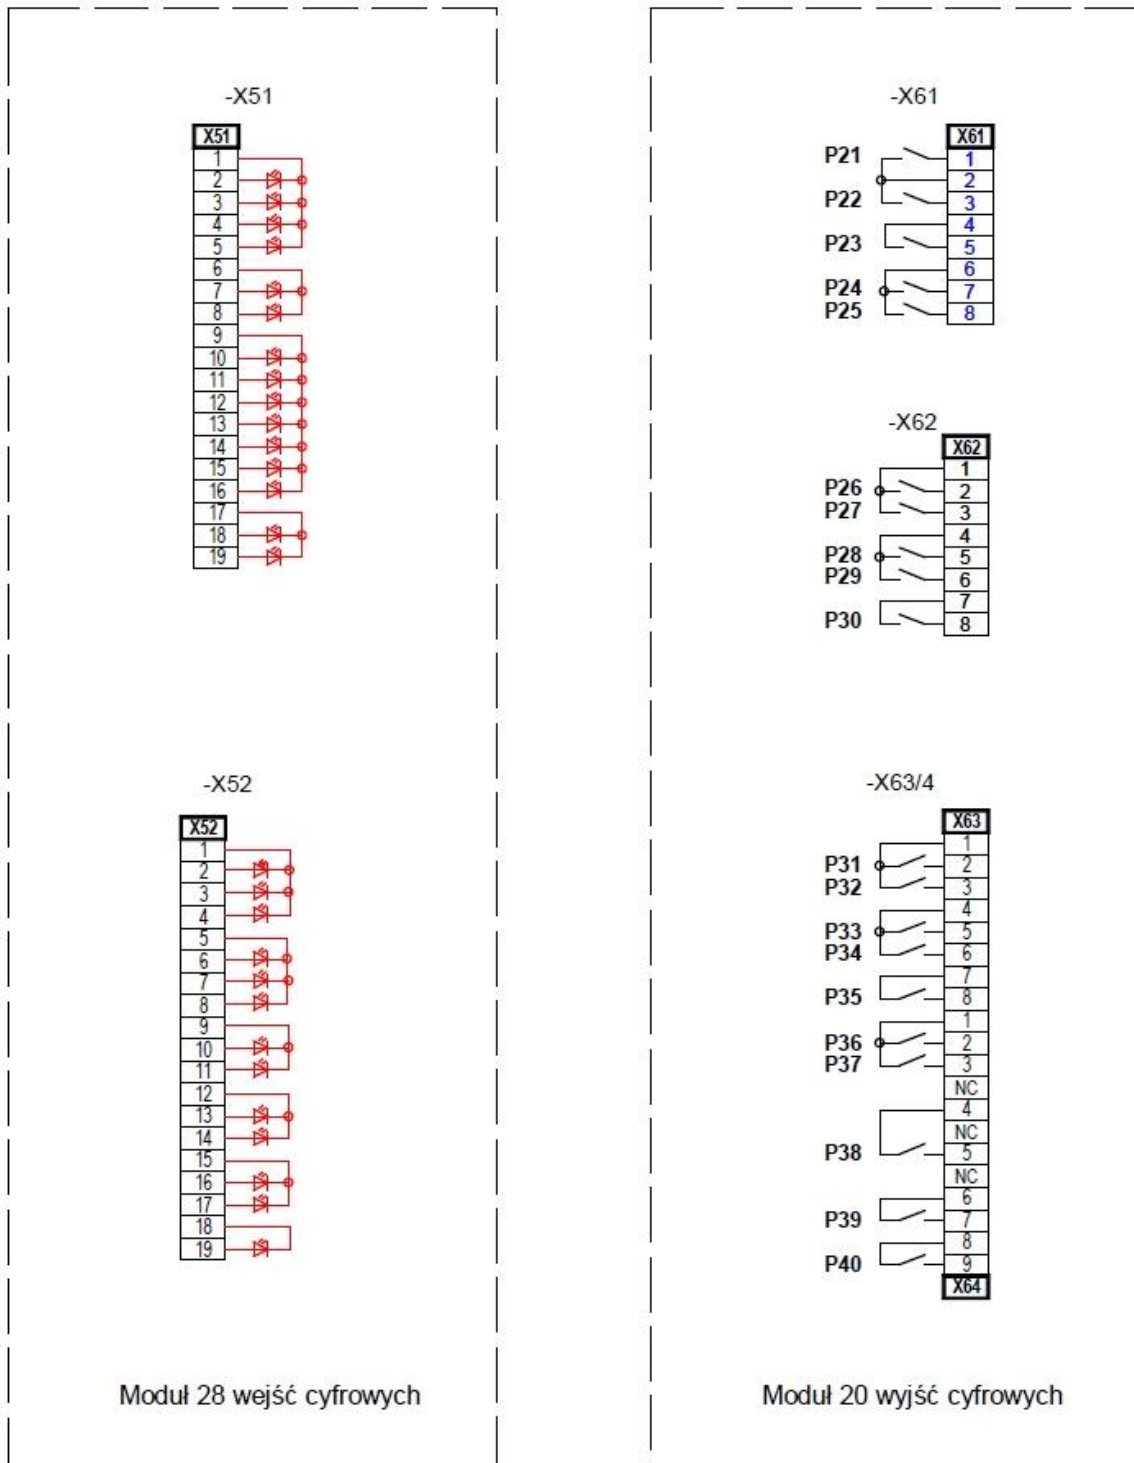 -X51
X51
1
2
3
4
5
6
7
8
9
10
11
12
13
14
15
16
17
18
19
-X52
X52
1
2
3
4
5
6
7
8
9
10
11
12
13
14
15
16
17
18
19
Moduł 28 wejść cyfrowych
-X61
X61
P21 1
2
P22 3
4
P23 5
6
P24 7
P25 8
-X62
X62
1
P26 2
P27 3
4
P28 5
P29 6
7
P30 8
-X63/4
X63
1
P31 2
P32 3
4
P33 5
P34 6
7
P35 8
1
P36 2
P37 3
NC
4
NC
P38 5
NC
6
P39 7
8
P40 9
X64
Moduł 20 wyjść cyfrowych